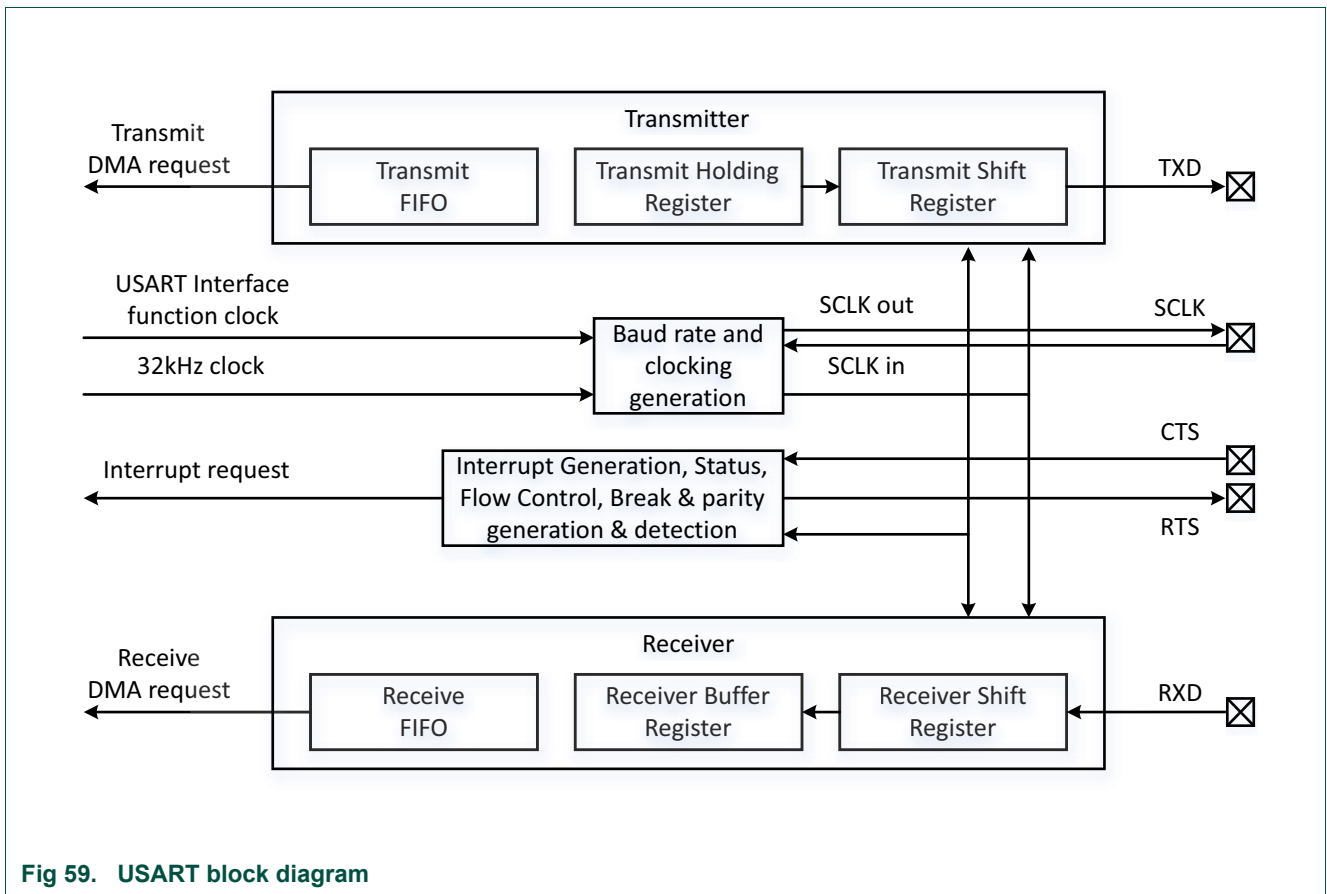 Transmitter
Transmit
DMA request
Transmit
FIFO
Transmit Holding
Register
Transmit Shift
Register
TXD
USART Interface
function clock
32kHz clock
Baud rate and
clocking
generation
SCLK out
SCLK in
SCLK
Interrupt request
Interrupt Generation, Status,
Flow Control, Break & parity
generation & detection
CTS
RTS
Receiver
Receive
DMA request
Receive
FIFO
Receiver Buffer
Register
Receiver Shift
Register
RXD
Fig 59. USART block diagram